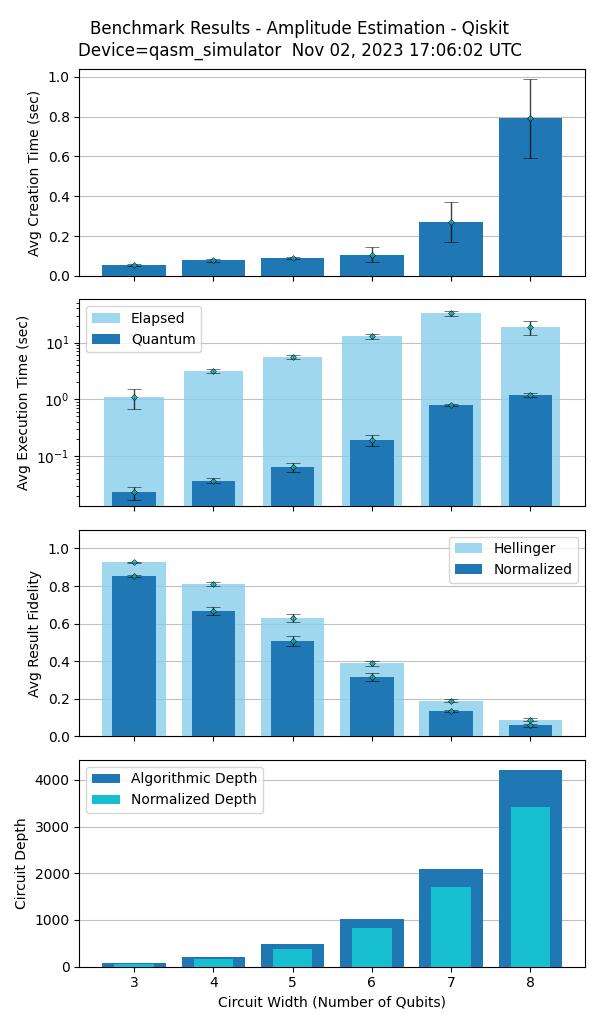 Benchmark Results - Amplitude Estimation - Qiskit
Device=qasm_simulator  Nov 02, 2023 17:06:02 UTC
Avg Creation Time (sec)
1.0
0.8
0.6
0.4
0.2
0.0
Avg Execution Time (sec)
10¹
10⁰
10⁻¹
Elapsed
Quantum
Avg Result Fidelity
1.0
0.8
0.6
0.4
0.2
0.0
Hellinger
Normalized
Circuit Depth
4000
3000
2000
1000
0
Algorithmic Depth
Normalized Depth
3 4 5 6 7 8
Circuit Width (Number of Qubits)